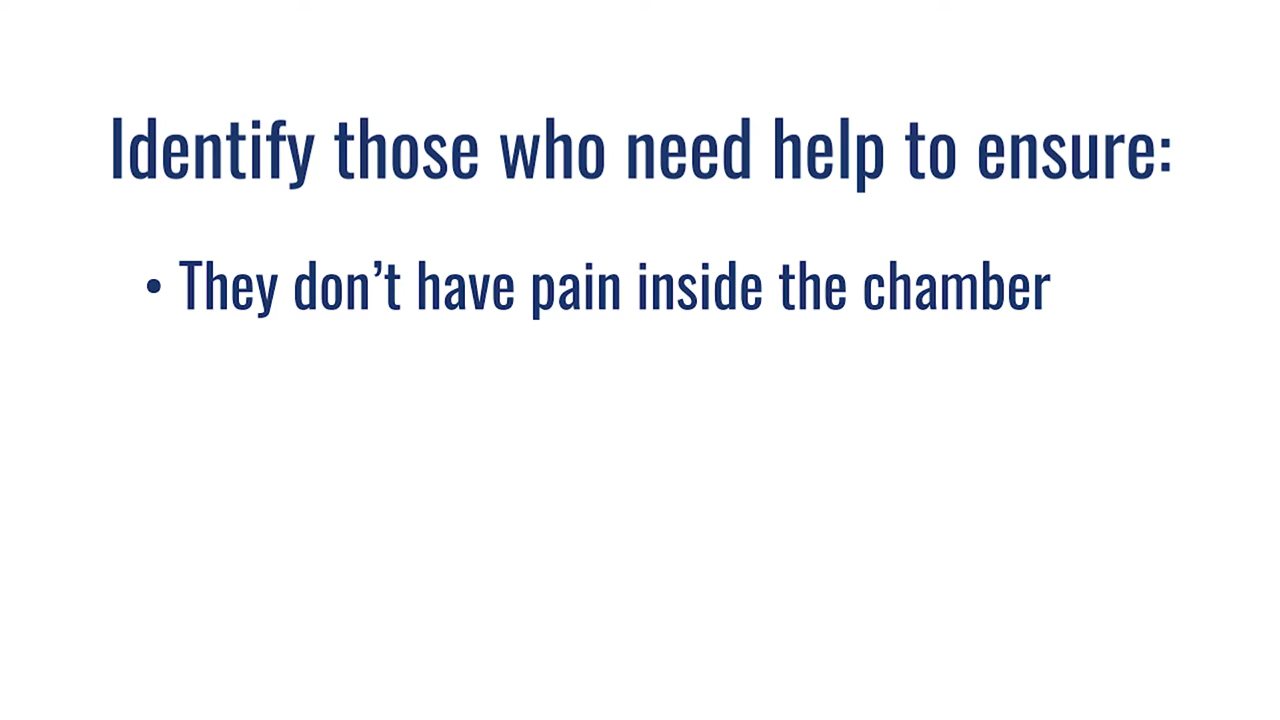 Identify those who need help to ensure:
• They don’t have pain inside the chamber